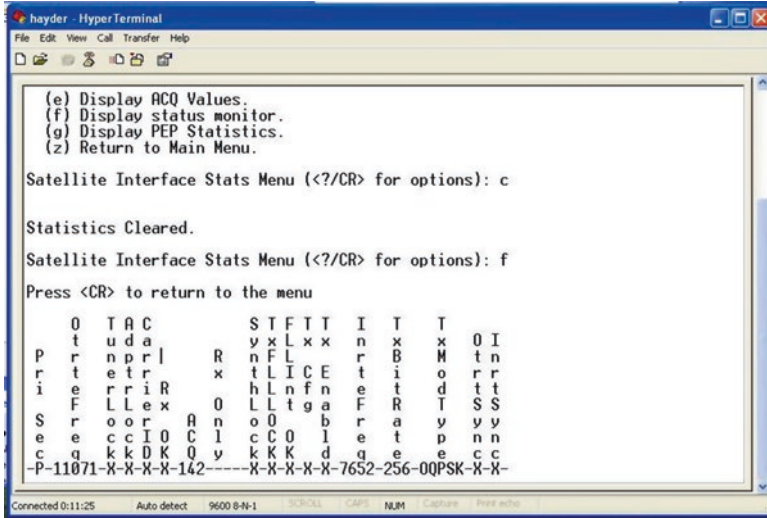 hayder - HyperTerminal
File Edit View Call Transfer Help
(e) Display ACQ Values.
(f) Display status monitor.
(g) Display PEP Statistics.
(z) Return to Main Menu.
Satellite Interface Stats Menu (<?/CR> for options): c
Statistics Cleared.
Satellite Interface Stats Menu (<?/CR> for options): f
Press <CR> to return to the menu
O T A C S T F T T I T T
t u d a y x L x x n x x O I
P r n p r | R n F L r B M t n
r t e t r x t L I C E t i o r r
i e r r i R h L n f n e t d t t
F L L e x O L L t g a F R T S S
S r o o r A n o O b r a y y y
e e c c I O C l c C O l e t p n n
c q k k D K Q y k K K d q e e c c
-P-11071-X-X-X-X-142-----X-X-X-X-X-7652-256-OQPSK-X-X-
Connected 0:11:25 Auto detect 9600 8-N-1 SCROLL CAPS NUM Capture Print echo